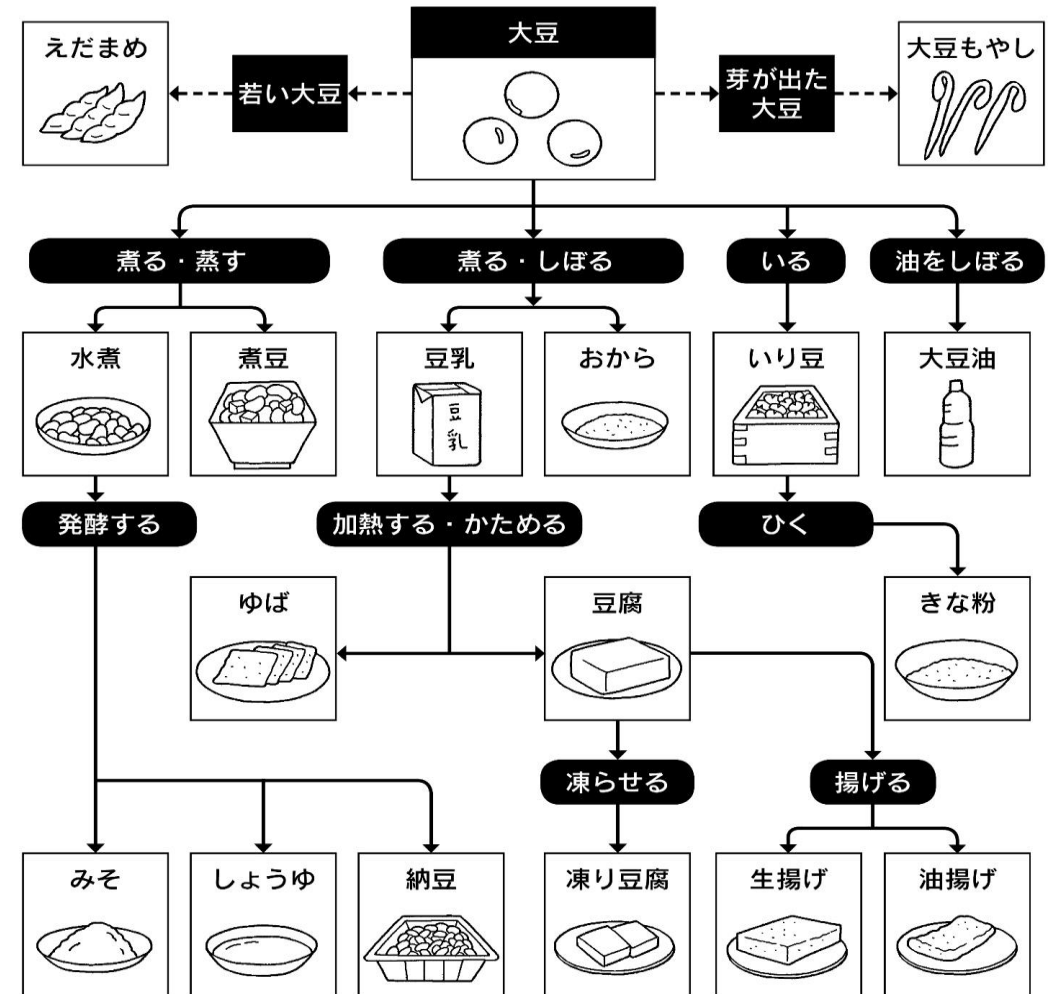 大豆
えだまめ
若い大豆
芽が出た
大豆
大豆もやし
煮る・蒸す
煮る・しぼる
いる
油をしぼる
水煮
煮豆
豆乳
豆
乳
おから
いり豆
大豆油
発酵する
加熱する・かためる
ひく
ゆば
豆腐
きな粉
凍らせる
揚げる
みそ
しょうゆ
納豆
凍り豆腐
生揚げ
油揚げ